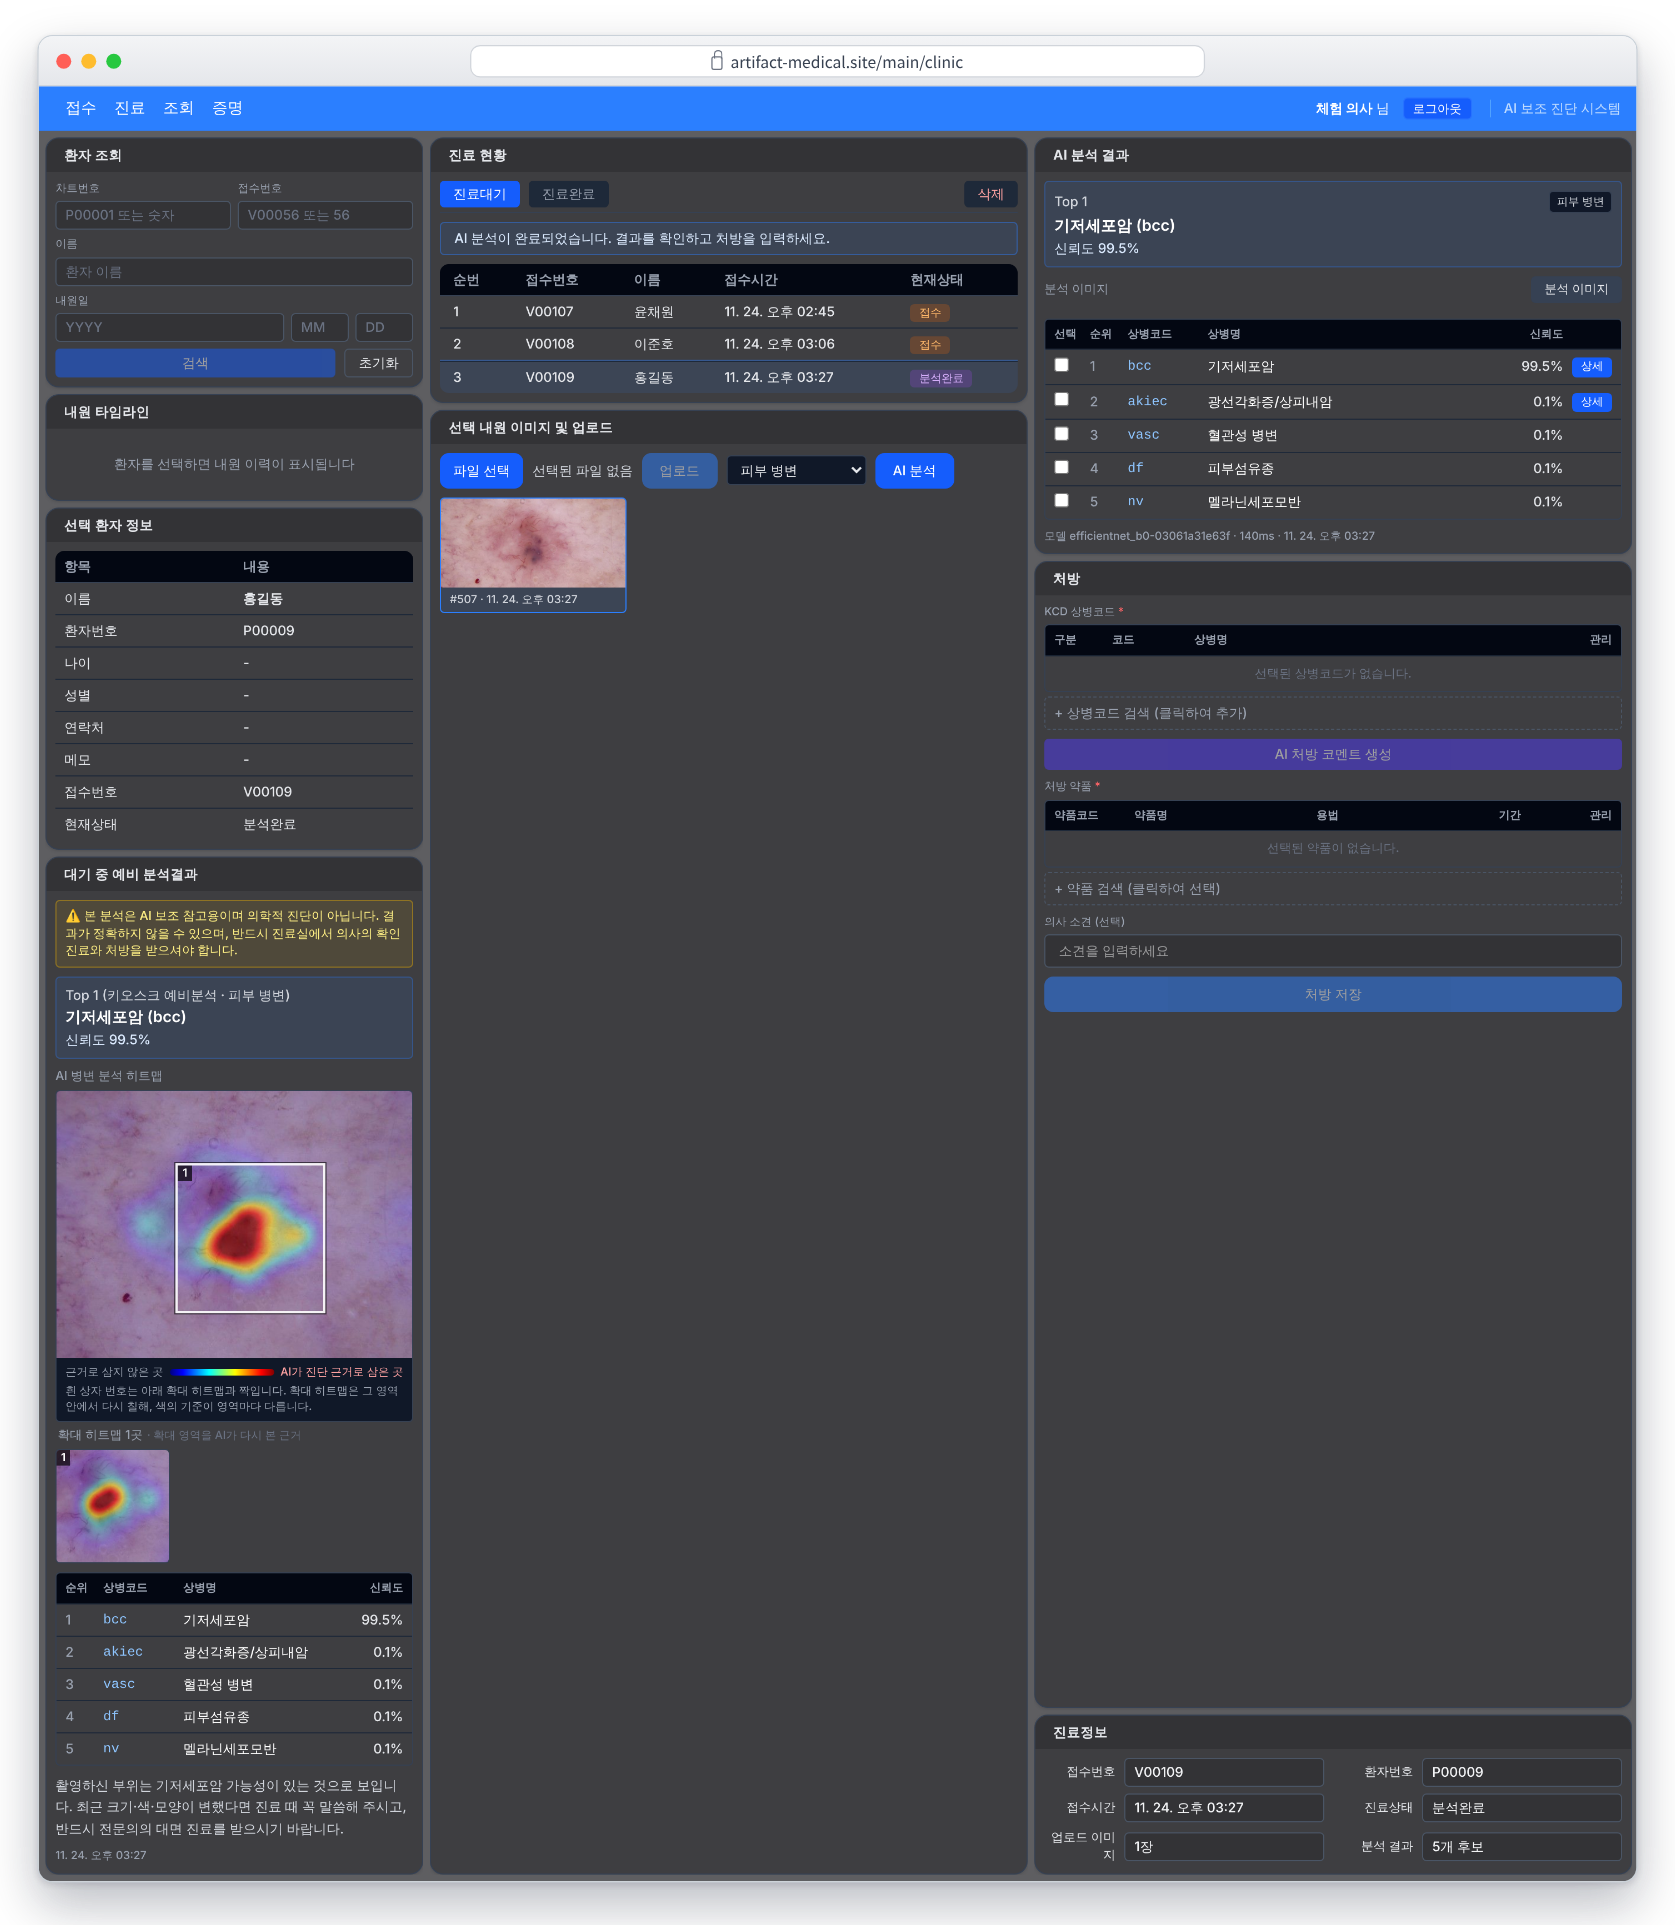 artifact-medical.site/main/clinic
접수 진료 조회 증명
체험 의사 님 로그아웃 AI 보조 진단 시스템
환자 조회
차트번호 접수번호
P00001 또는 숫자 V00056 또는 56
이름
환자 이름
내원일
YYYY MM DD
검색 초기화
내원 타임라인
환자를 선택하면 내원 이력이 표시됩니다
선택 환자 정보
항목 내용
이름 홍길동
환자번호 P00009
나이 -
성별 -
연락처 -
메모 -
접수번호 V00109
현재상태 분석완료
대기 중 예비 분석결과
⚠️ 본 분석은 AI 보조 참고용이며 의학적 진단이 아닙니다. 결
과가 정확하지 않을 수 있으며, 반드시 진료실에서 의사의 확인
진료와 처방을 받으셔야 합니다.
Top 1 (키오스크 예비분석 · 피부 병변)
기저세포암 (bcc)
신뢰도 99.5%
AI 병변 분석 히트맵
1
근거로 삼지 않은 곳 AI가 진단 근거로 삼은 곳
흰 상자 번호는 아래 확대 히트맵과 짝입니다. 확대 히트맵은 그 영역
안에서 다시 칠해, 색의 기준이 영역마다 다릅니다.
확대 히트맵 1곳 · 확대 영역을 AI가 다시 본 근거
1
순위 상병코드 상병명 신뢰도
1 bcc 기저세포암 99.5%
2 akiec 광선각화증/상피내암 0.1%
3 vasc 혈관성 병변 0.1%
4 df 피부섬유종 0.1%
5 nv 멜라닌세포모반 0.1%
촬영하신 부위는 기저세포암 가능성이 있는 것으로 보입니
다. 최근 크기·색·모양이 변했다면 진료 때 꼭 말씀해 주시고,
반드시 전문의의 대면 진료를 받으시기 바랍니다.
11. 24. 오후 03:27
진료 현황
진료대기 진료완료 삭제
AI 분석이 완료되었습니다. 결과를 확인하고 처방을 입력하세요.
순번 접수번호 이름 접수시간 현재상태
1 V00107 윤채원 11. 24. 오후 02:45 접수
2 V00108 이준호 11. 24. 오후 03:06 접수
3 V00109 홍길동 11. 24. 오후 03:27 분석완료
선택 내원 이미지 및 업로드
파일 선택 선택된 파일 없음 업로드 피부 병변 AI 분석
#507 · 11. 24. 오후 03:27
AI 분석 결과
Top 1 피부 병변
기저세포암 (bcc)
신뢰도 99.5%
분석 이미지 분석 이미지
선택 순위 상병코드 상병명 신뢰도
1 bcc 기저세포암 99.5% 상세
2 akiec 광선각화증/상피내암 0.1% 상세
3 vasc 혈관성 병변 0.1%
4 df 피부섬유종 0.1%
5 nv 멜라닌세포모반 0.1%
모델 efficientnet_b0-03061a31e63f · 140ms · 11. 24. 오후 03:27
처방
KCD 상병코드 *
구분 코드 상병명 관리
선택된 상병코드가 없습니다.
+ 상병코드 검색 (클릭하여 추가)
AI 처방 코멘트 생성
처방 약품 *
약품코드 약품명 용법 기간 관리
선택된 약품이 없습니다.
+ 약품 검색 (클릭하여 선택)
의사 소견 (선택)
소견을 입력하세요
처방 저장
진료정보
접수번호 V00109 환자번호 P00009
접수시간 11. 24. 오후 03:27 진료상태 분석완료
업로드 이미
지 1장 분석 결과 5개 후보